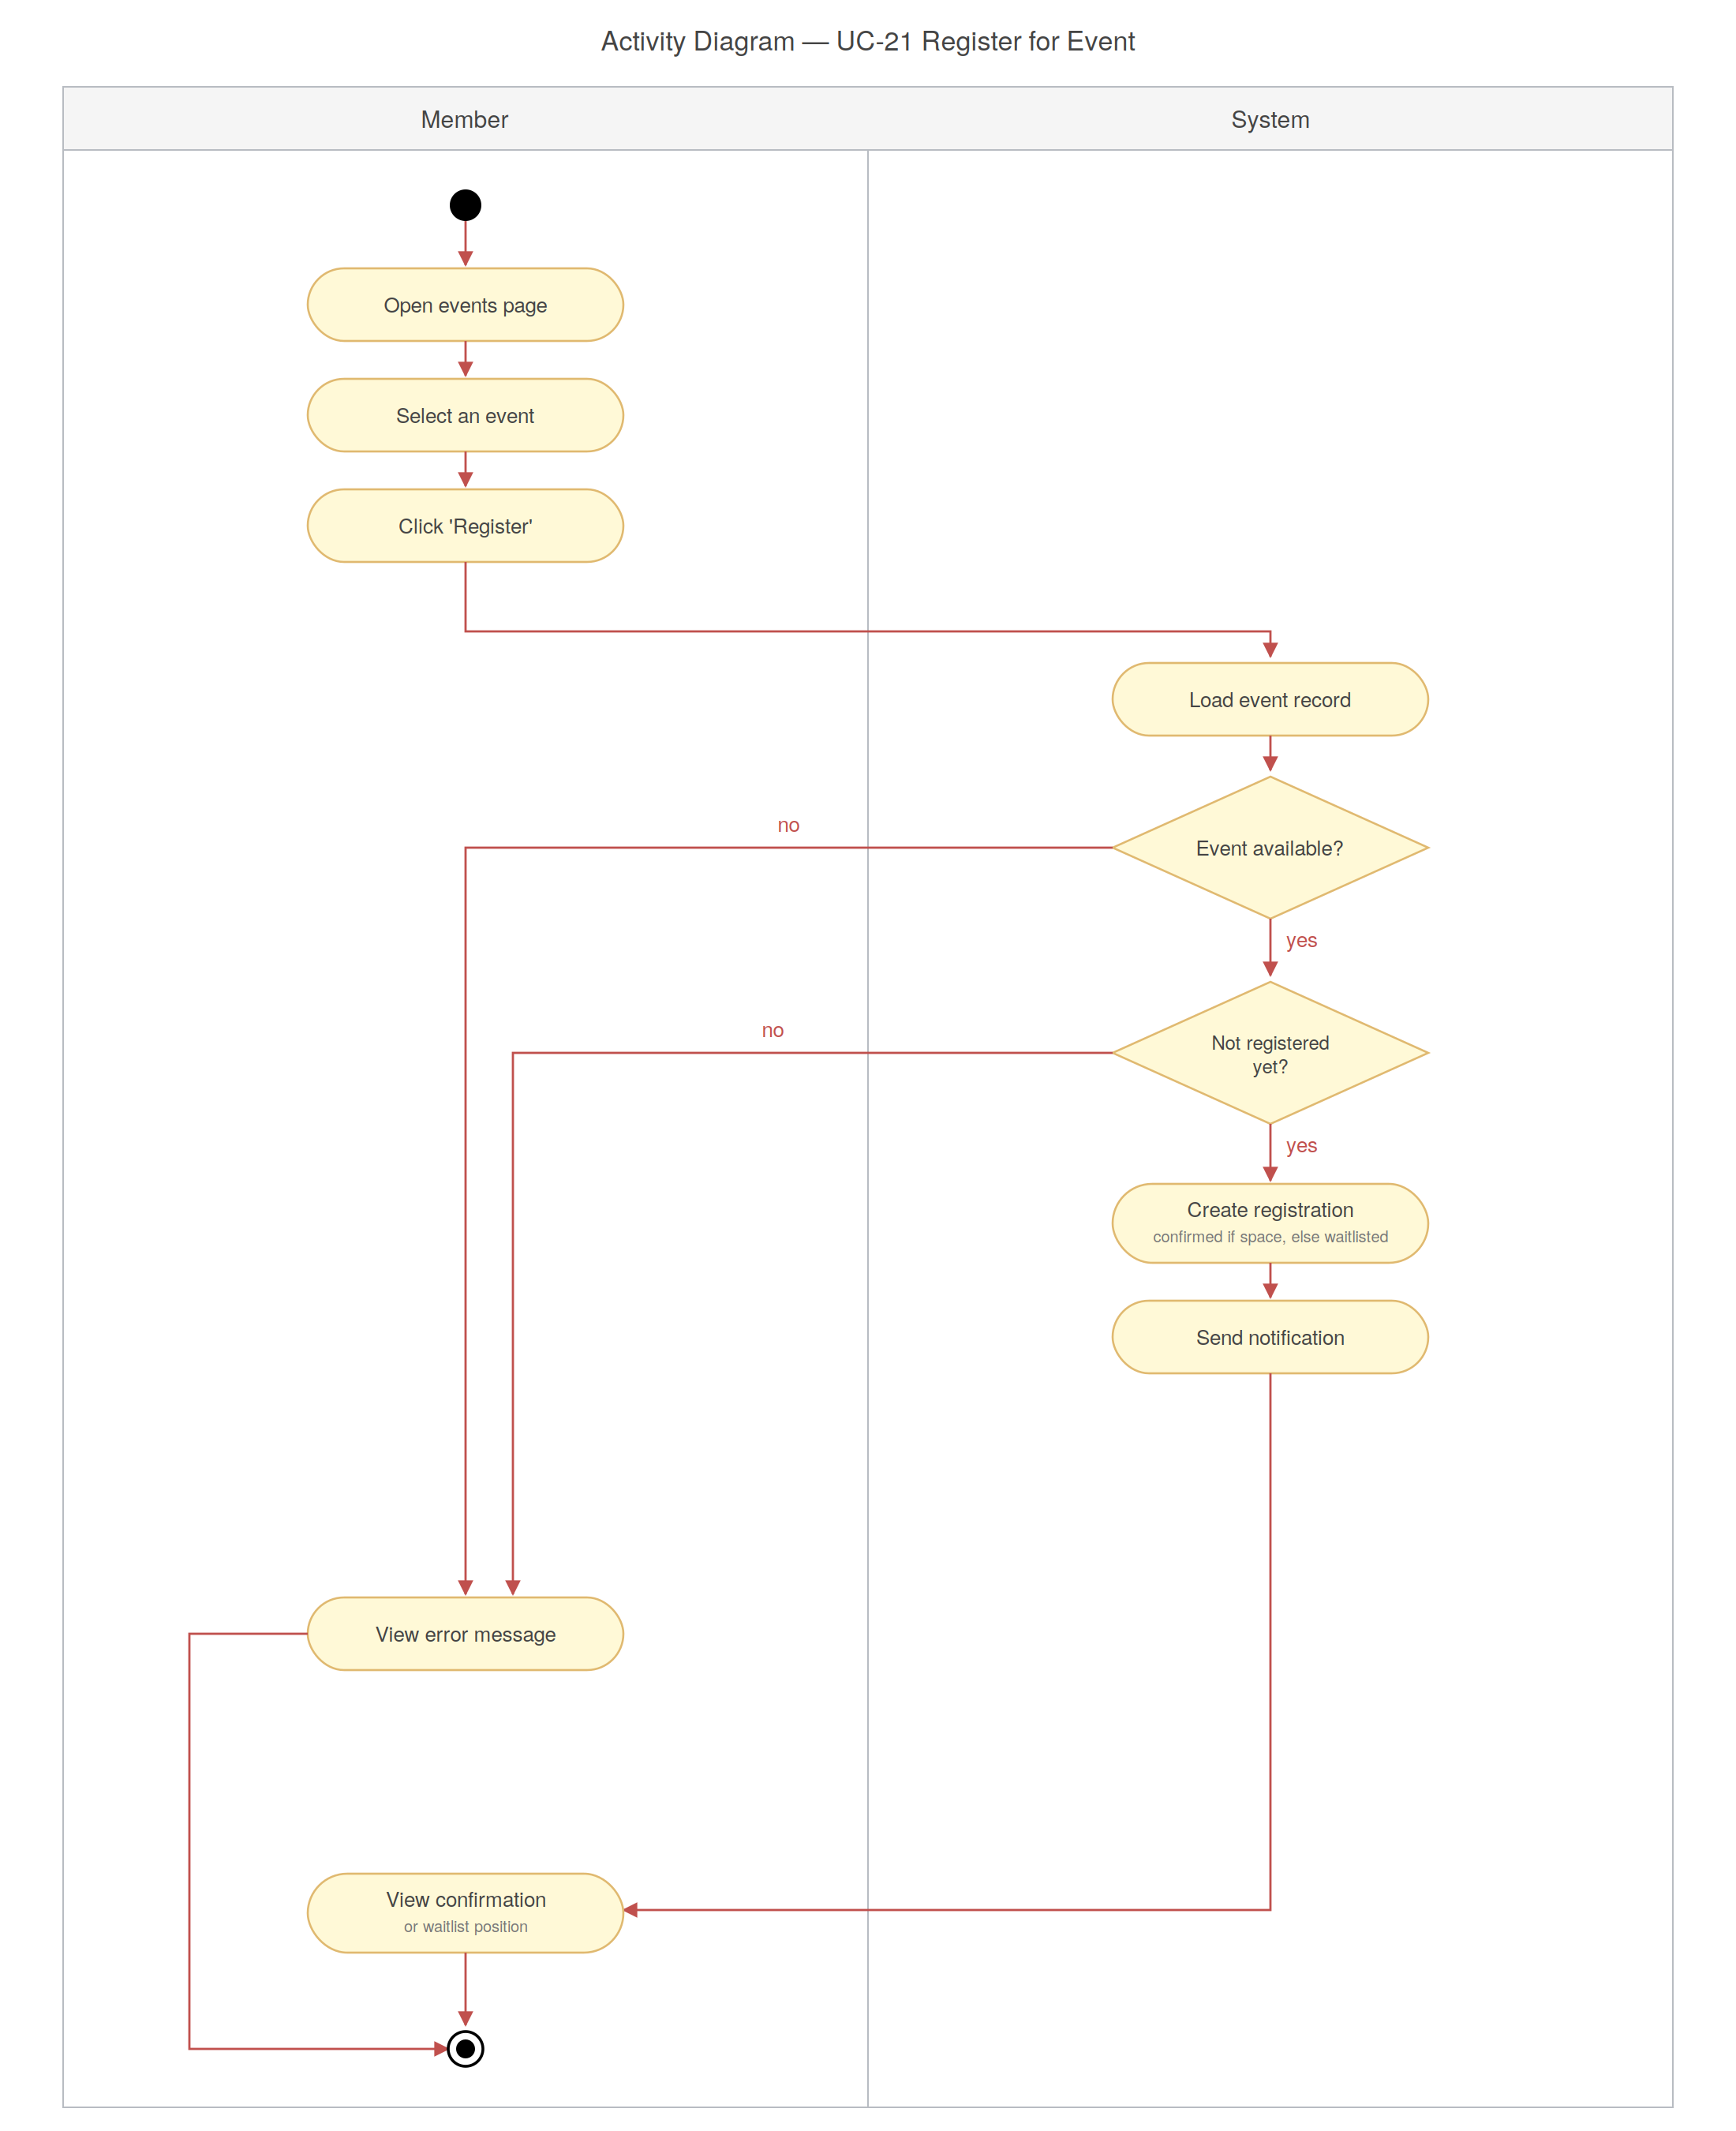 Activity Diagram — UC-21 Register for Event
Member
System
Open events page
Select an event
Click 'Register'
Load event record
Event available?
no
yes
Not registered
yet?
no
yes
Create registration
confirmed if space, else waitlisted
Send notification
View error message
View confirmation
or waitlist position